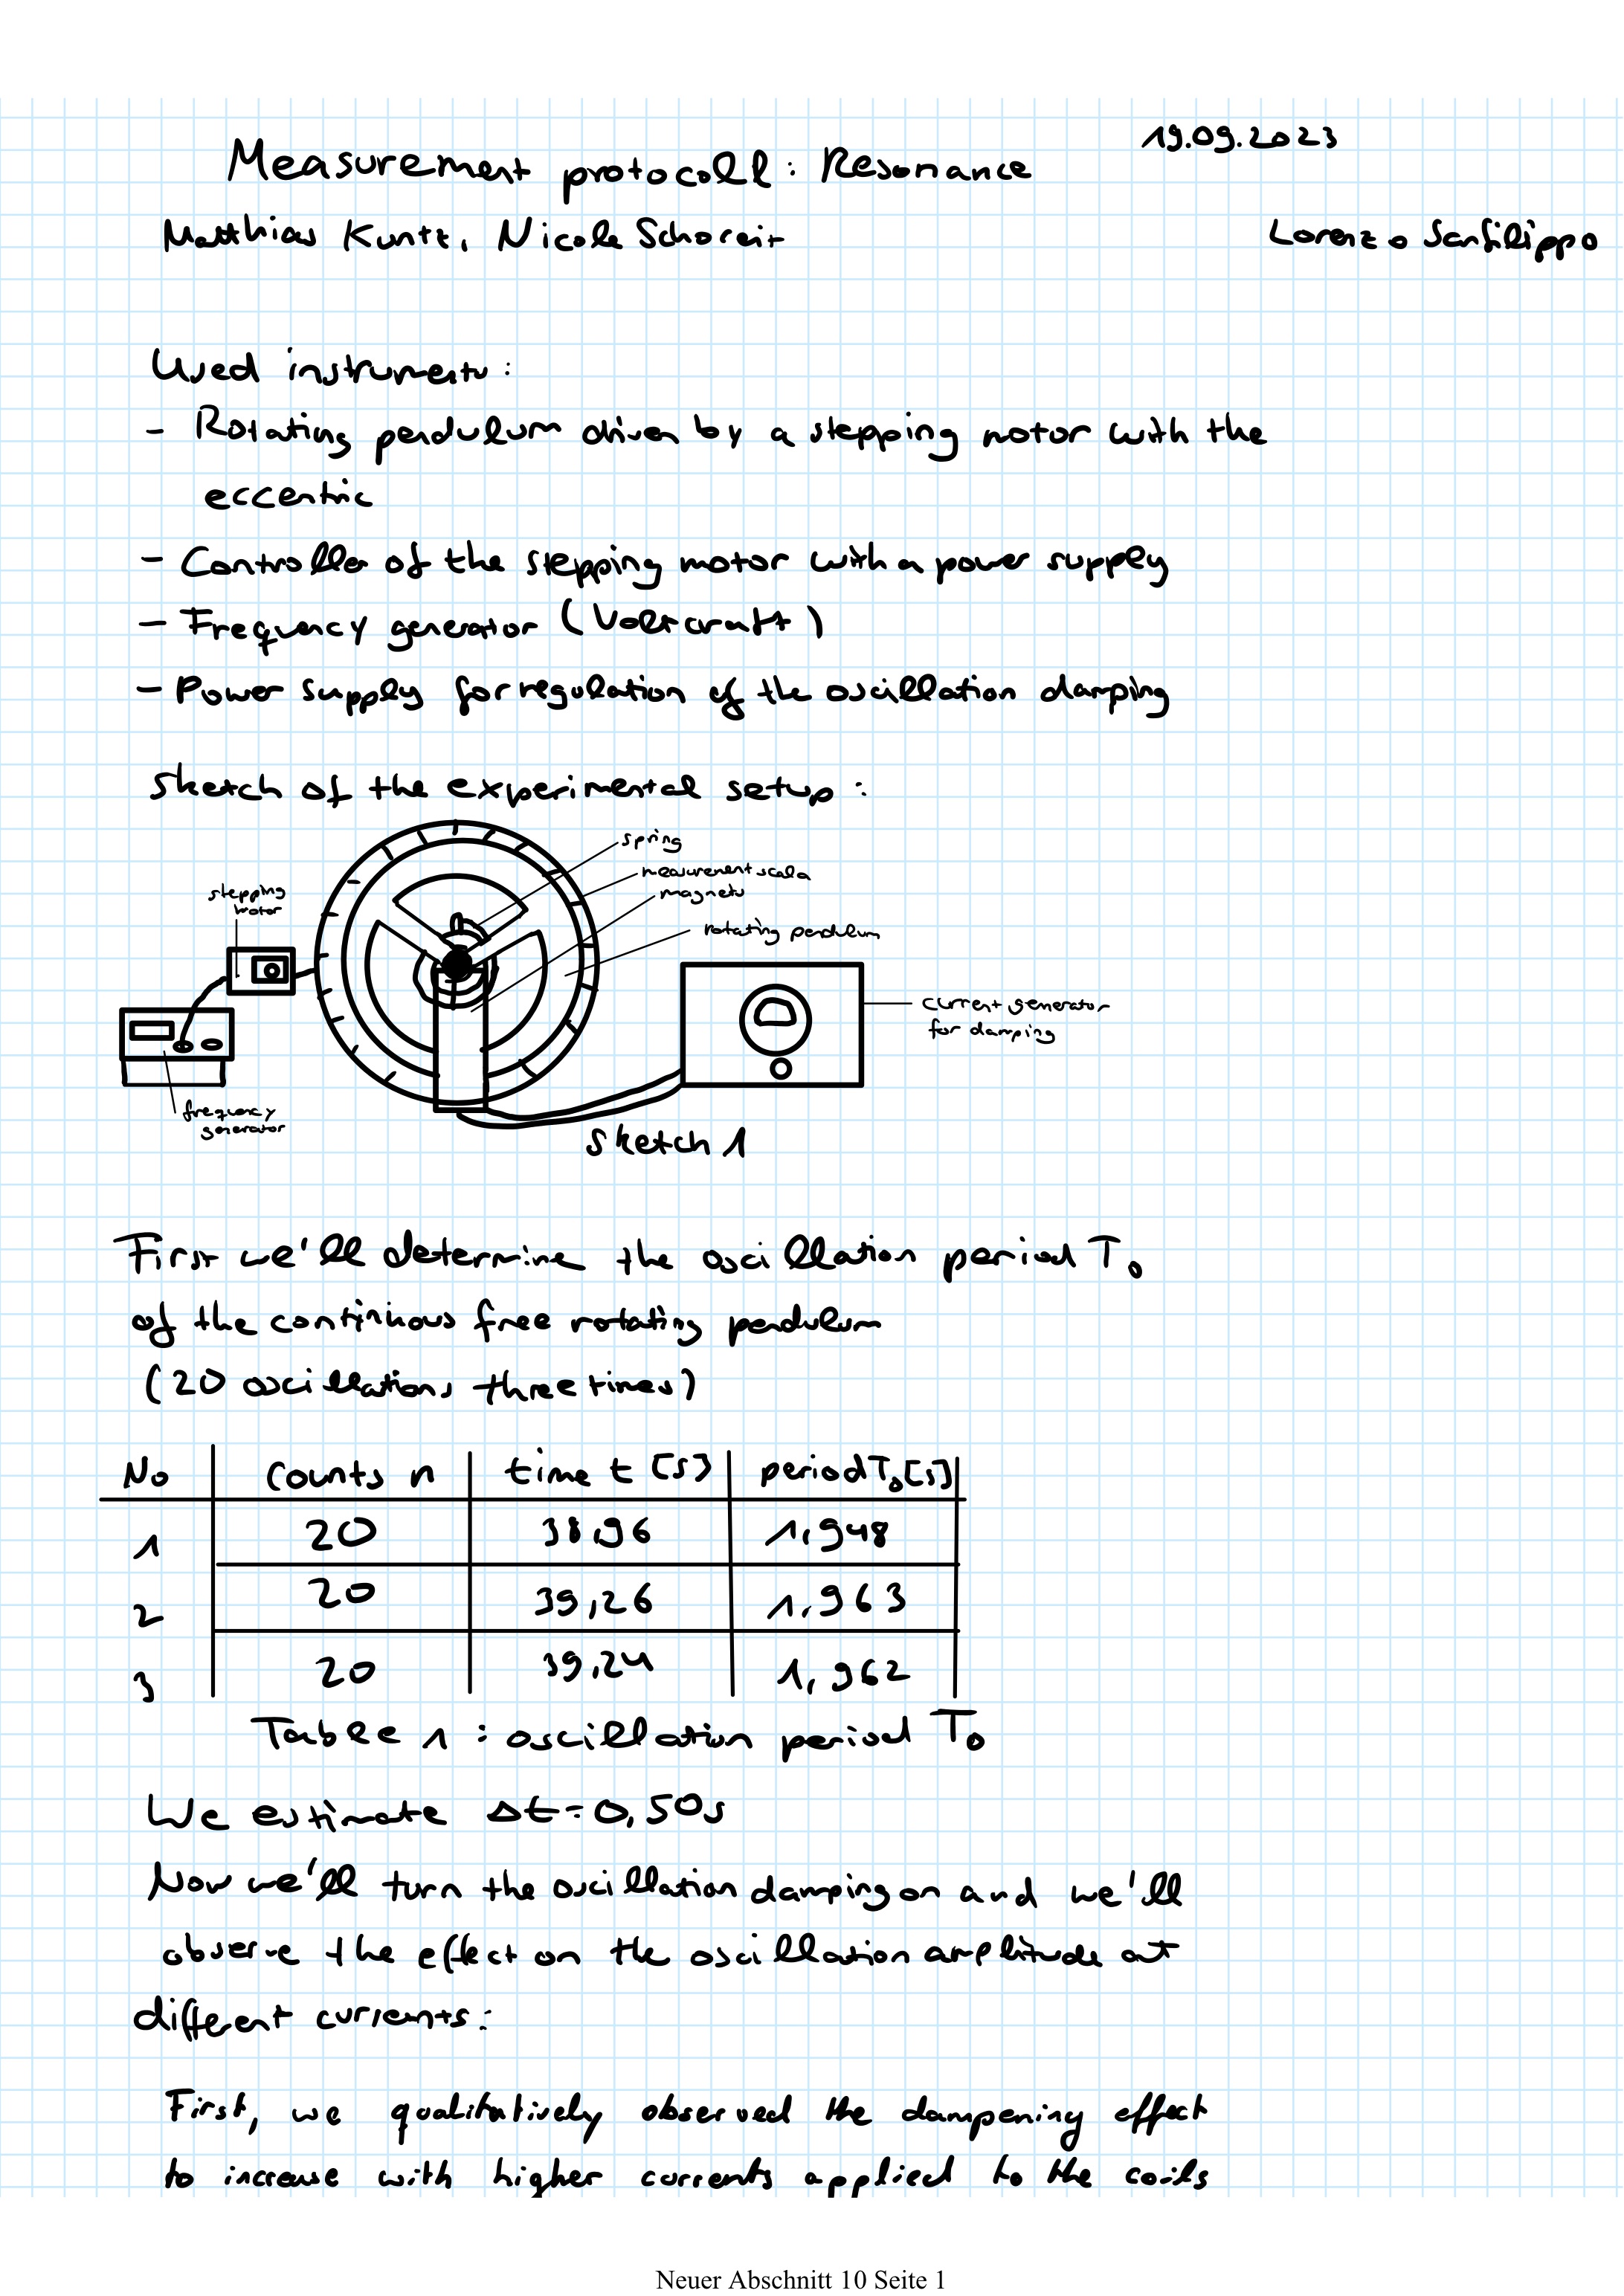 19.09.2023
Measurement protocoll: Resonance
Matthias Kuntz, Nicole Schoreit
Lorenzo Sanfilippo
Used instruments:
- Rotating pendulum driven by a stepping motor with the
eccentric
- Controller of the stepping motor with a power supply
- Frequency generator (Voltcraft)
- Power supply for regulation of the oscillation damping
Sketch of the experimental setup:
spring
measurement scala
magnets
stepping
motor
rotating pendulum
current generator
for damping
frequency
generator
Sketch 1
First we'll determine the oscillation period T0
of the continuous free rotating pendulum
(20 oscillations three times)
No counts n time t [s] period T0[s]
1 20 38,96 1,948
2 20 39,26 1,963
3 20 39,24 1,962
Table 1: oscillation period T0
We estimate Δt=0,50s
Now we'll turn the oscillation damping on and we'll
observe the effect on the oscillation amplitude at
different currents:
First, we qualitatively observed the dampening effect
to increase with higher currents applied to the coils
Neuer Abschnitt 10 Seite 1